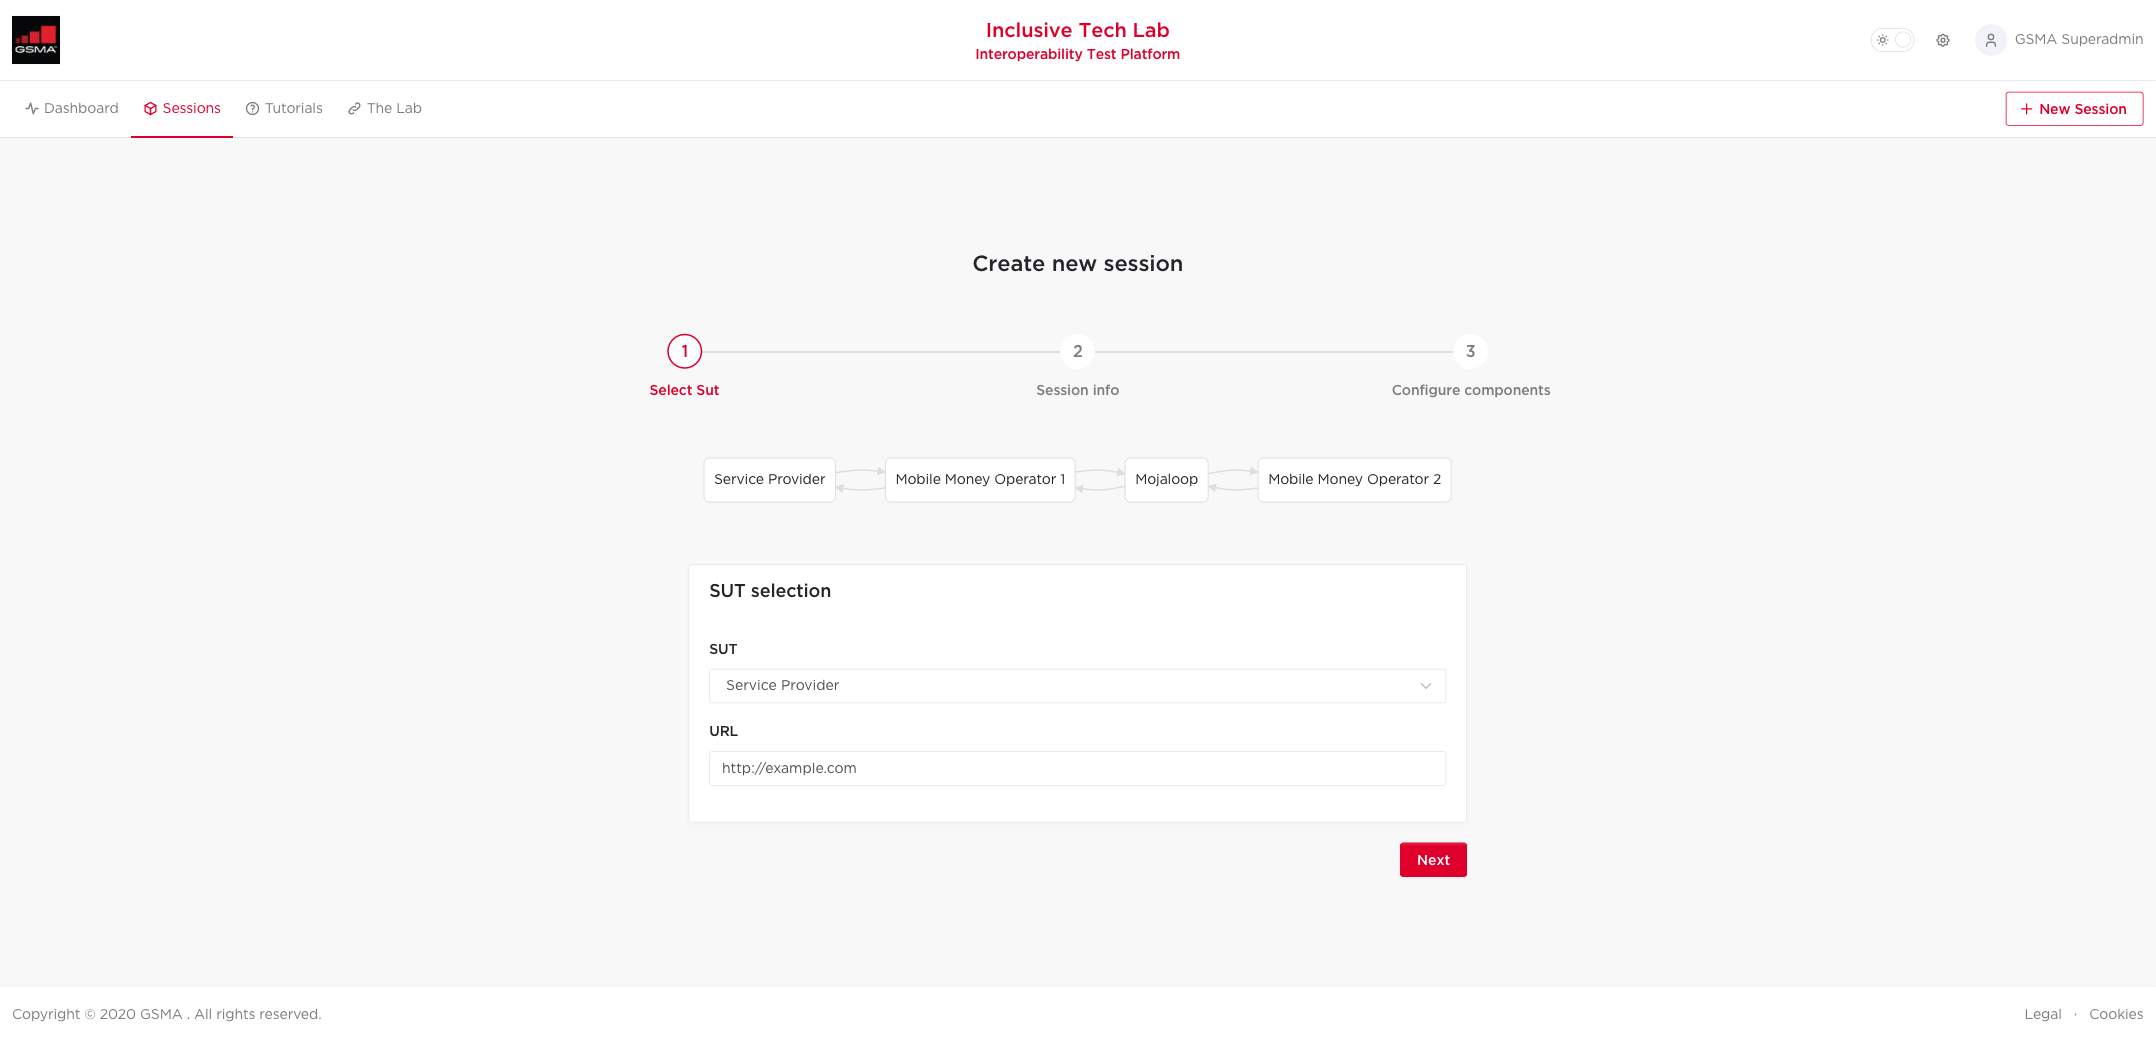 GSMA
Inclusive Tech Lab
Interoperability Test Platform
GSMA Superadmin
Dashboard
Sessions
Tutorials
The Lab
+ New Session
Create new session
1
2
3
Select Sut
Session info
Configure components
Service Provider
Mobile Money Operator 1
Mojaloop
Mobile Money Operator 2
SUT selection
SUT
Service Provider
URL
http://example.com
Next
Copyright © 2020 GSMA . All rights reserved.
Legal · Cookies